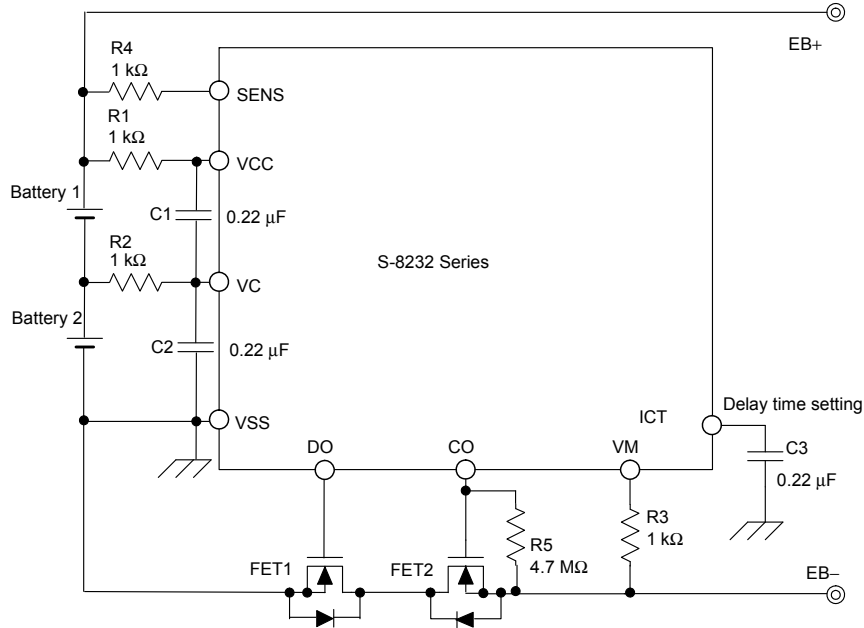 EB+
R4
1 kΩ
SENS
R1
1 kΩ
VCC
Battery 1
C1
0.22 μF
R2
1 kΩ
S-8232 Series
VC
Battery 2
C2
0.22 μF
Delay time setting
ICT
VSS
DO
CO
VM
C3
0.22 μF
R3
1 kΩ
R5
4.7 MΩ
FET1
FET2
EB−